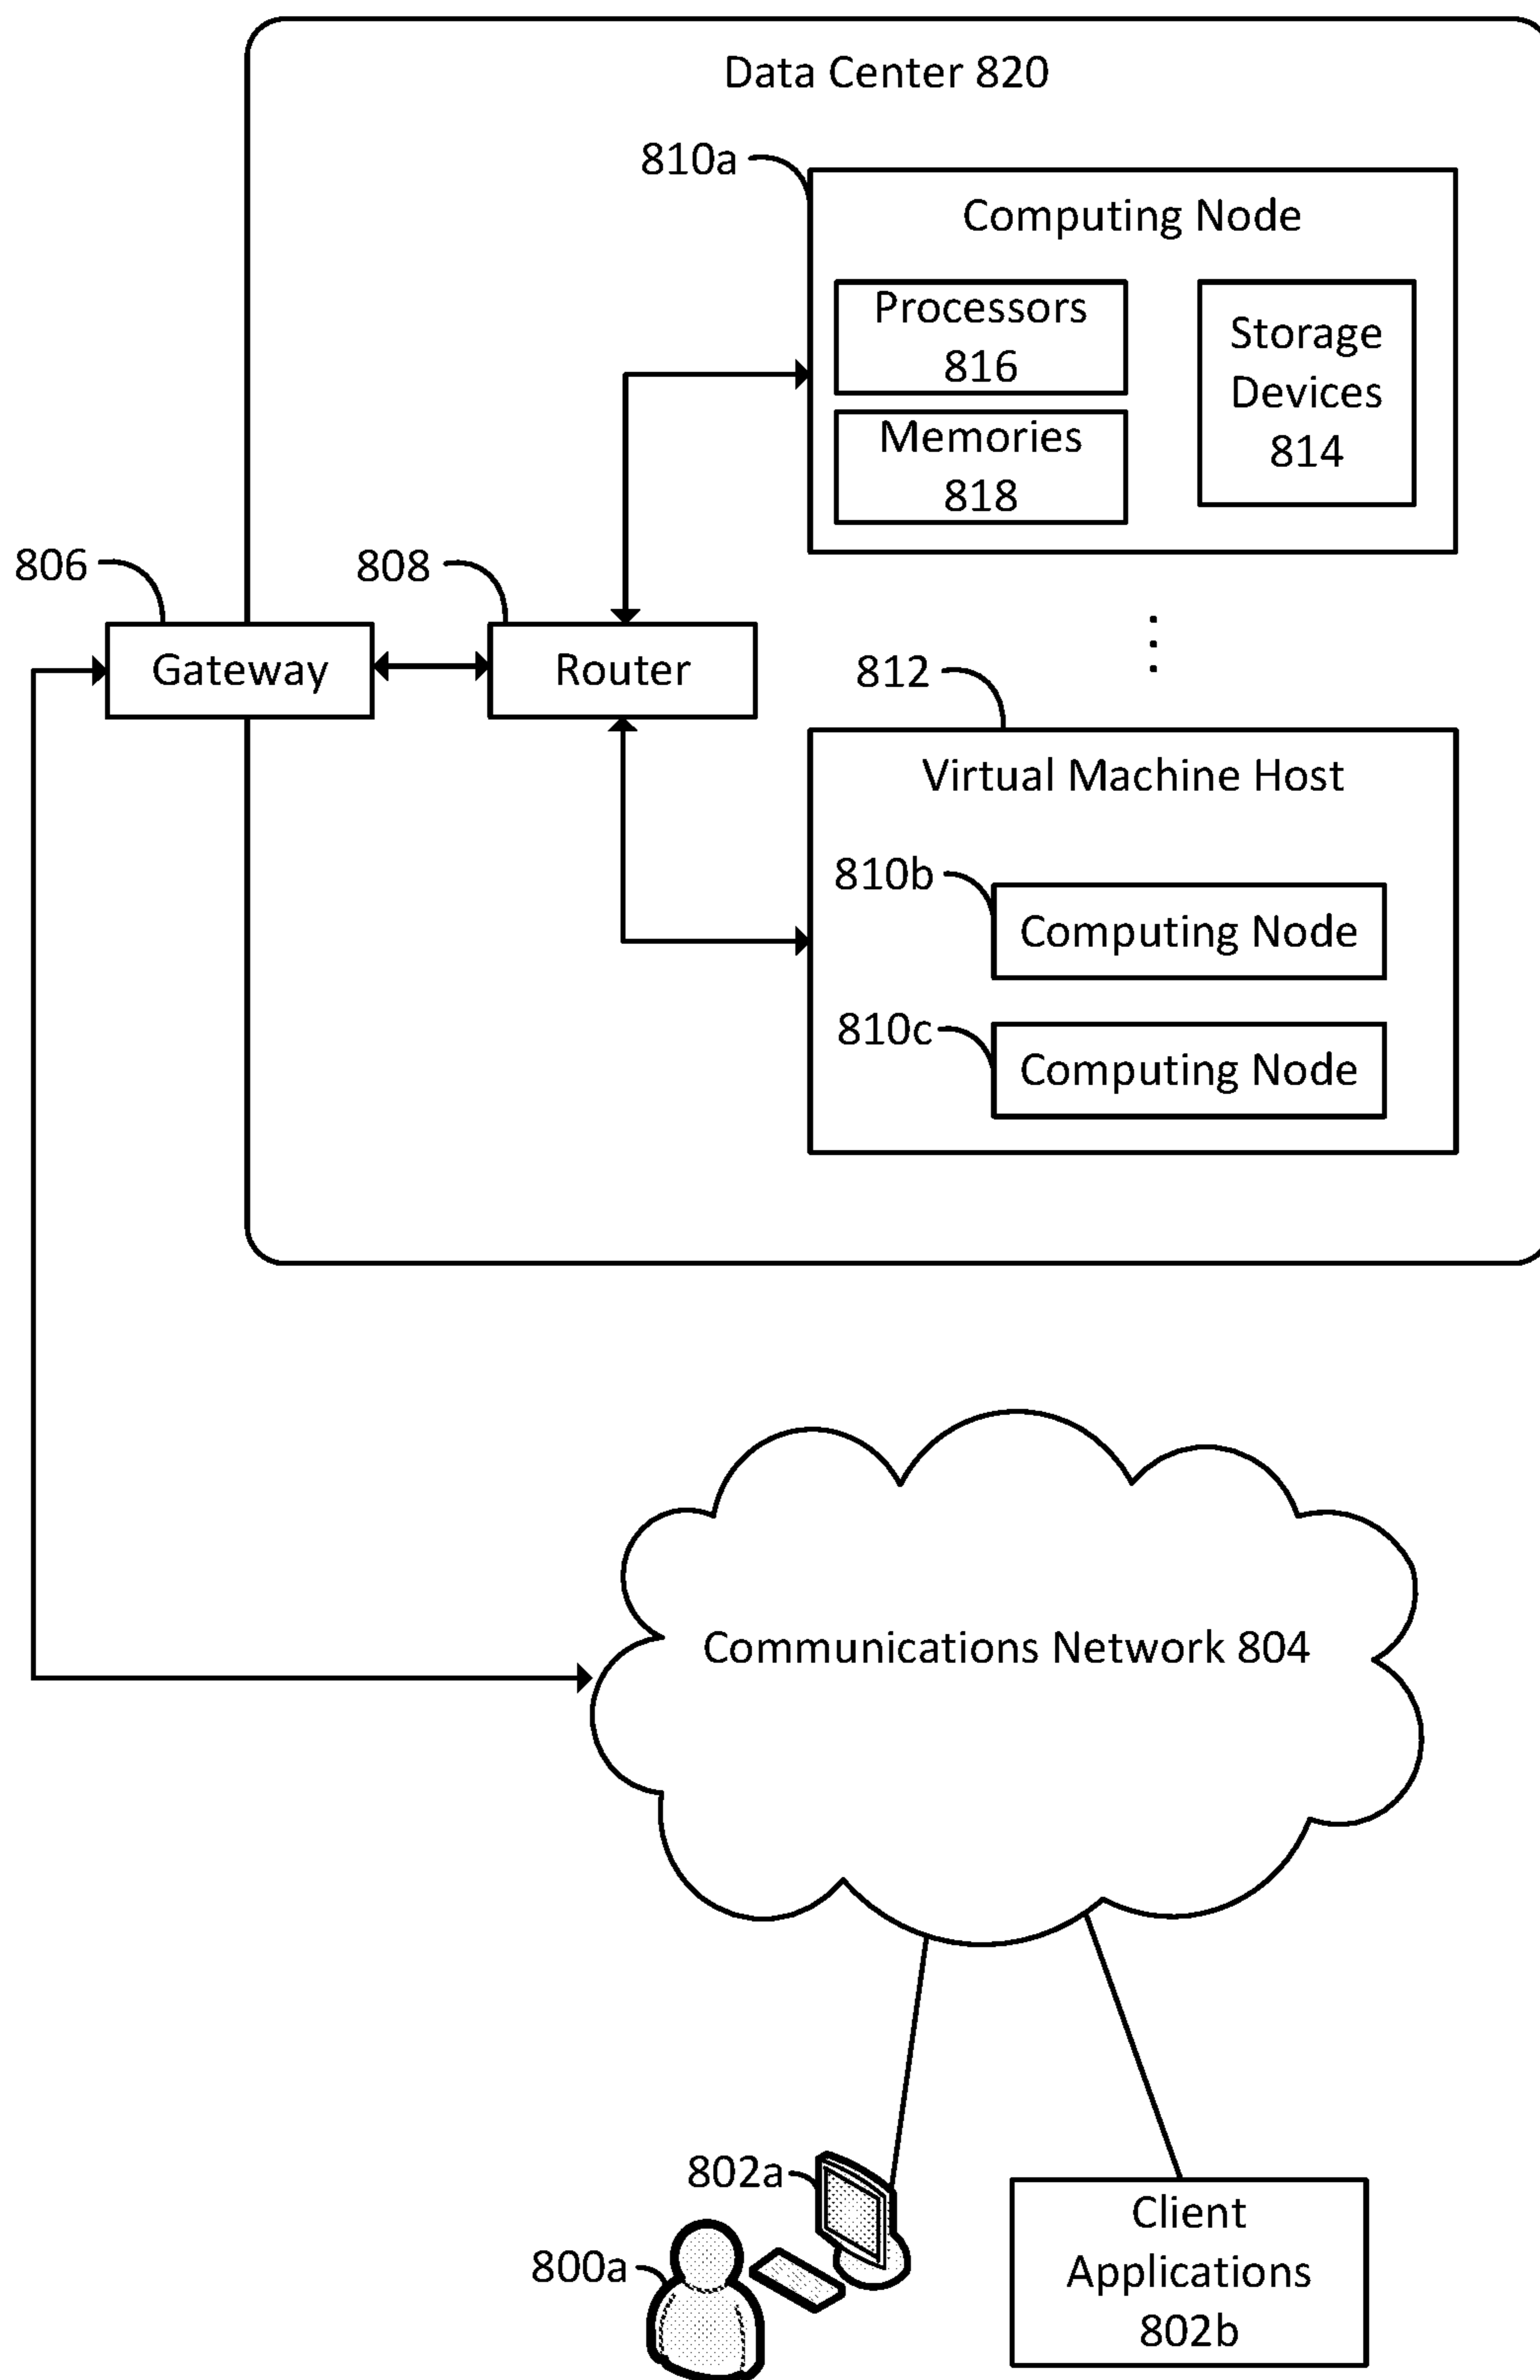 Data Center 820
810a
Computing Node
Processors
816
Memories
818
Storage
Devices
814
806
Gateway
808
Router
812
Virtual Machine Host
810b
Computing Node
810c
Computing Node
Communications Network 804
802a
800a
Client
Applications
802b